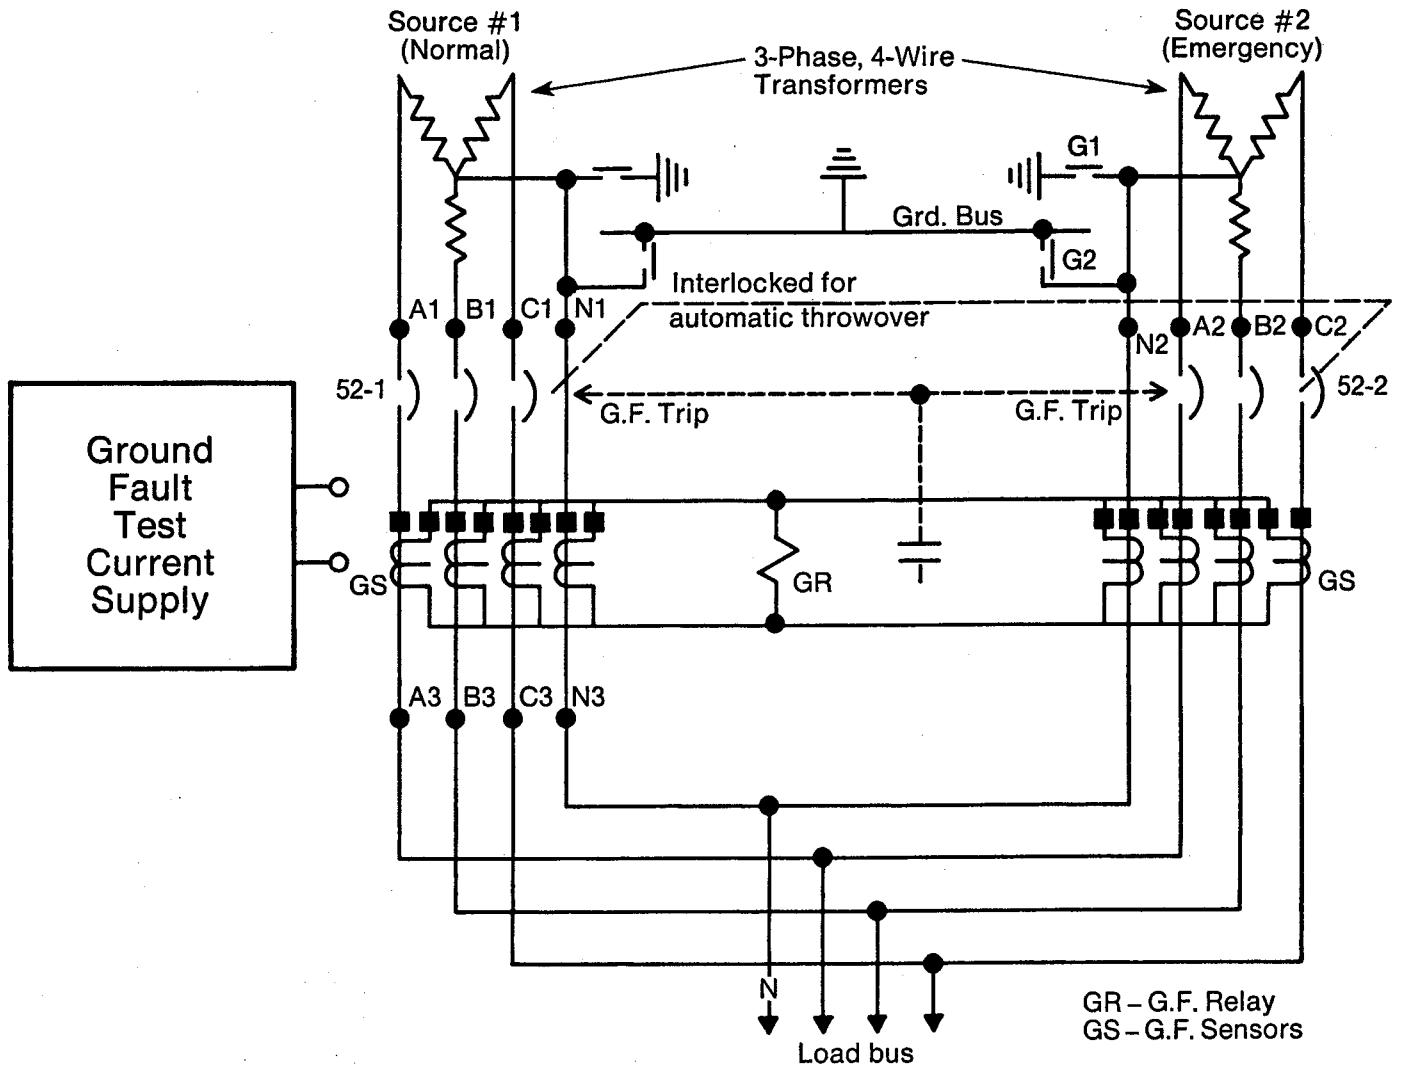 Source #1
(Normal)
3-Phase, 4-Wire
Transformers
Source #2
(Emergency)
G1
Grd. Bus
G2
Interlocked for
automatic throwover
A1
B1
C1
N1
N2
A2
B2
C2
52-1
G.F. Trip
G.F. Trip
52-2
Ground
Fault
Test
Current
Supply
GS
GR
GS
A3
B3
C3
N3
N
Load bus
GR – G.F. Relay
GS – G.F. Sensors